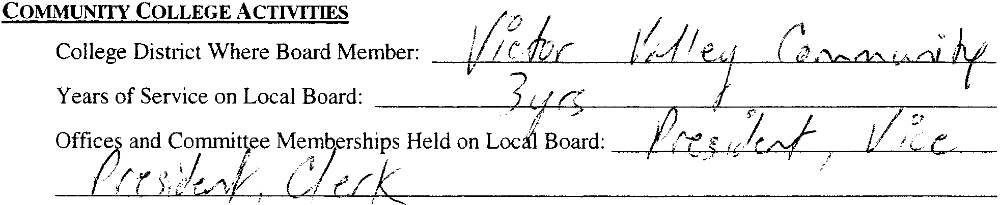 COMMUNITY COLLEGE ACTIVITIES
College District Where Board Member: Victor Valley Community
Years of Service on Local Board: 3yrs
Offices and Committee Memberships Held on Local Board: President, Vice
President, Clerk